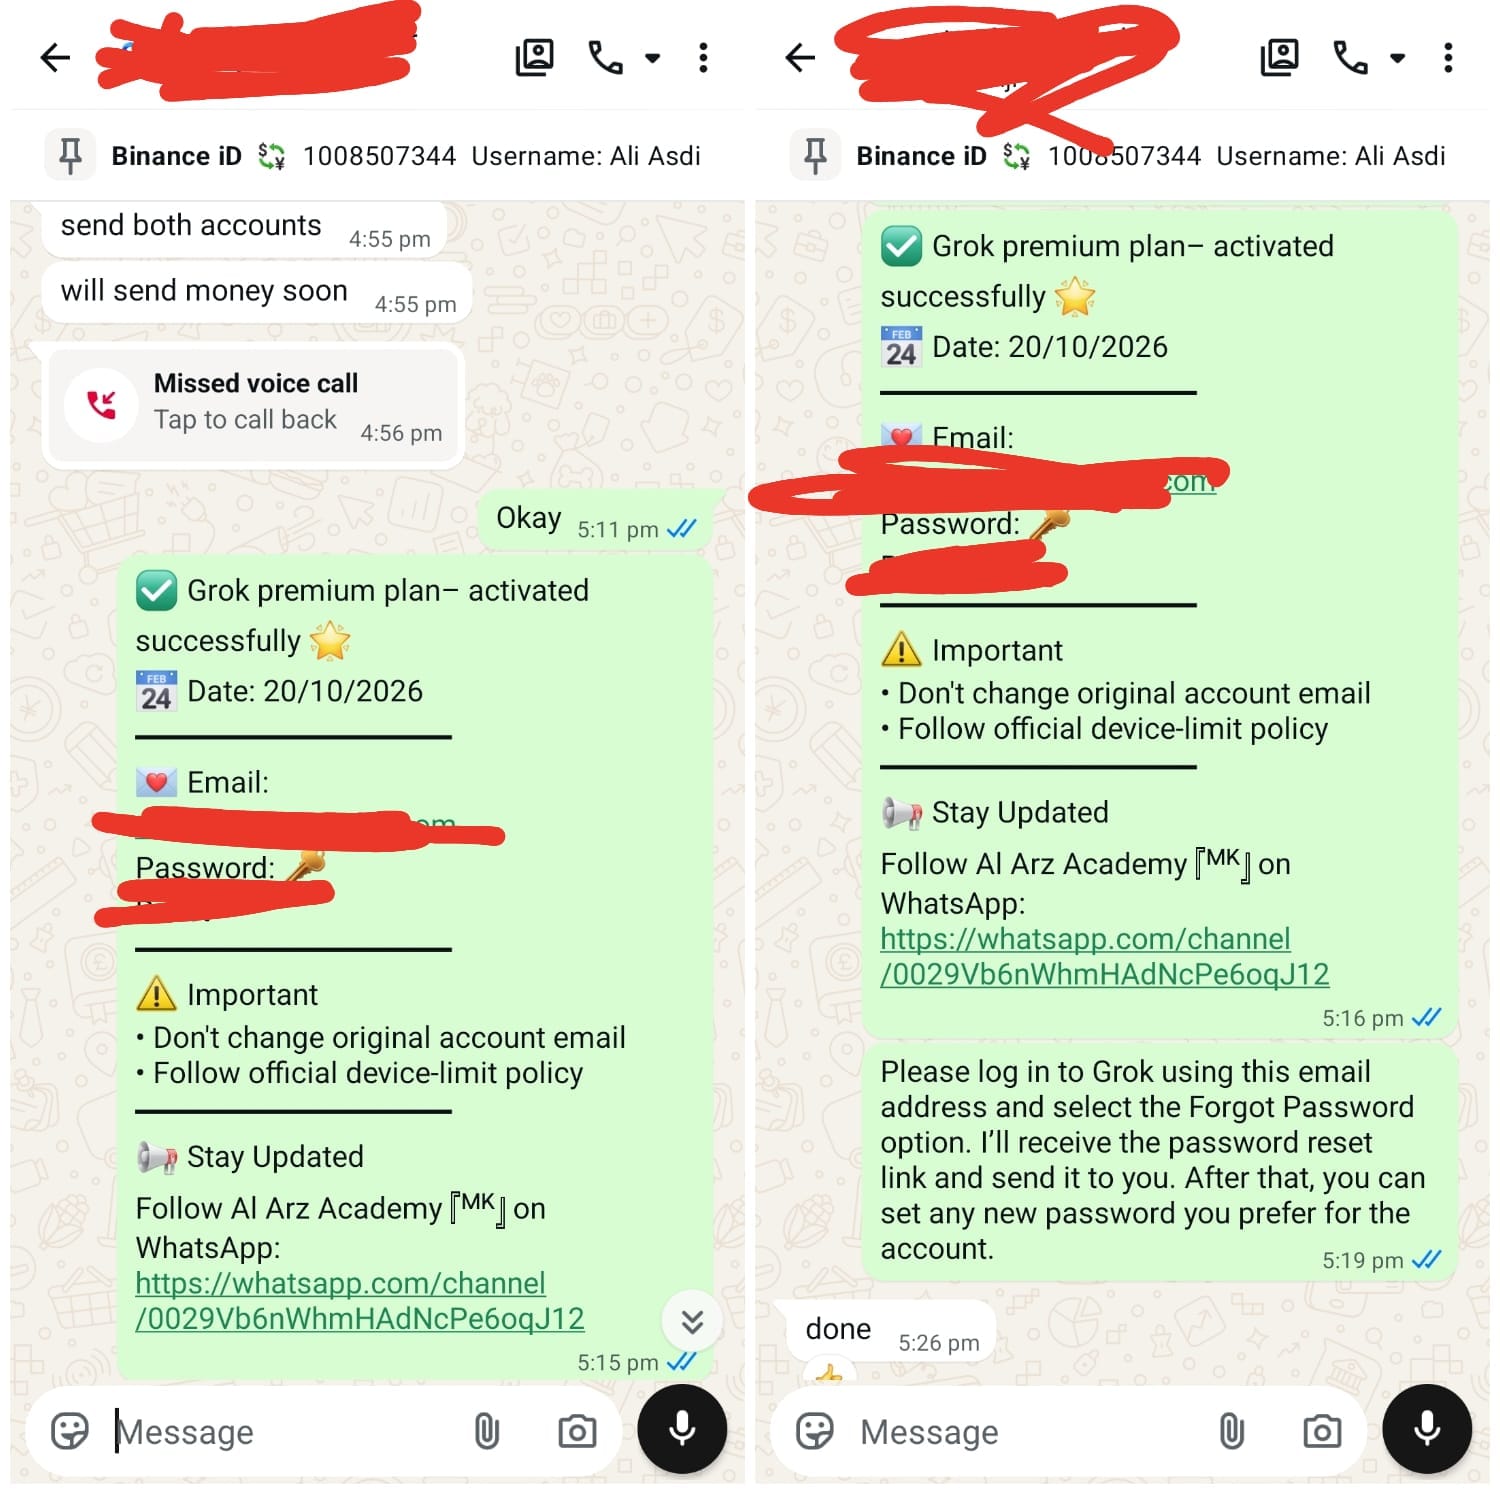 Binance iD 💱 1008507344 Username: Ali Asdi
send both accounts
4:55 pm
will send money soon
4:55 pm
Missed voice call
Tap to call back
4:56 pm
Okay
5:11 pm
✅ Grok premium plan– activated
successfully 🌟
📅 Date: 20/10/2026
💌 Email:
Password: 🔑
⚠️ Important
• Don't change original account email
• Follow official device-limit policy
📢 Stay Updated
Follow Al Arz Academy『ᴹᴷ』on
WhatsApp:
https://whatsapp.com/channel
/0029Vb6nWhmHAdNcPe6oqJ12
5:15 pm
Message
Binance iD 💱 1008507344 Username: Ali Asdi
✅ Grok premium plan– activated
successfully 🌟
📅 Date: 20/10/2026
💌 Email:
com
Password: 🔑
⚠️ Important
• Don't change original account email
• Follow official device-limit policy
📢 Stay Updated
Follow Al Arz Academy『ᴹᴷ』on
WhatsApp:
https://whatsapp.com/channel
/0029Vb6nWhmHAdNcPe6oqJ12
5:16 pm
Please log in to Grok using this email
address and select the Forgot Password
option. I’ll receive the password reset
link and send it to you. After that, you can
set any new password you prefer for the
account.
5:19 pm
done
5:26 pm
Message